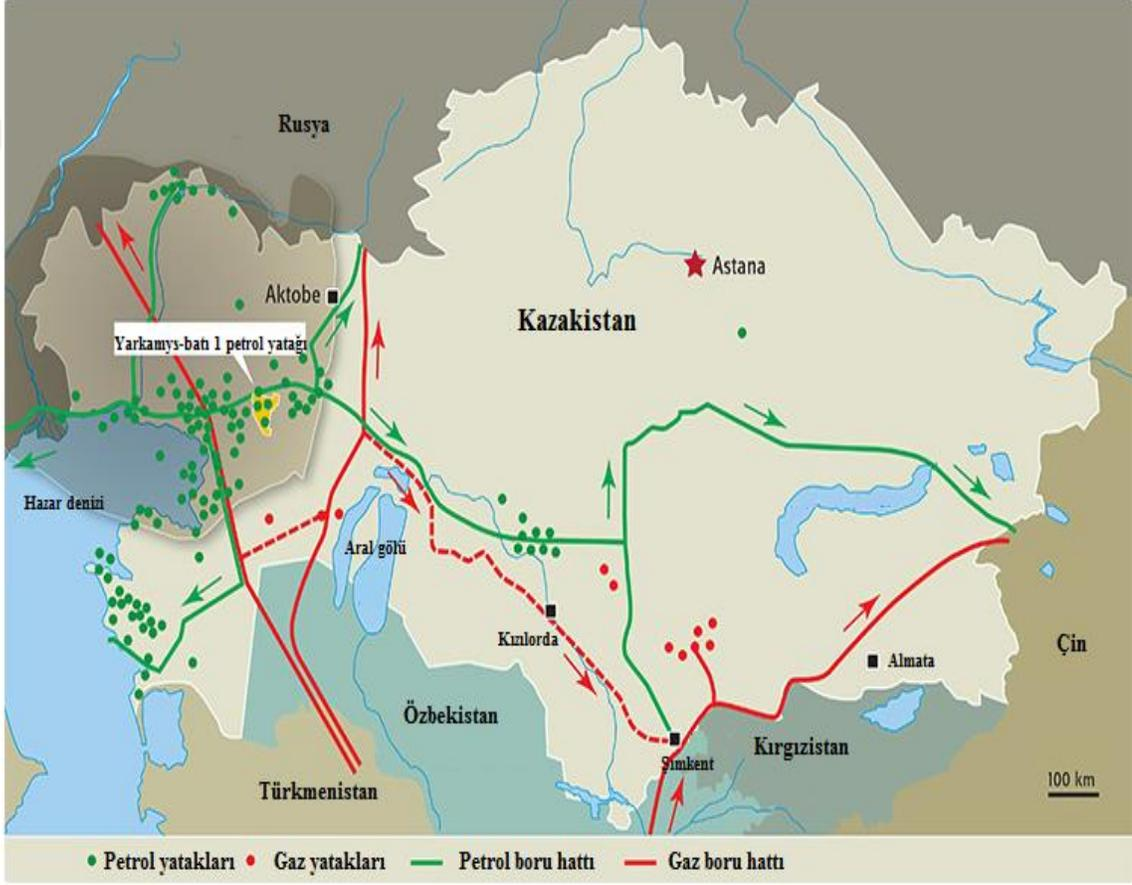 Rusya
Astana
Aktobe
Kazakistan
Yarkamys-batı 1 petrol yatağı
Hazar denizi
Aral gölü
Kızılorda
Çin
Almata
Özbekistan
Kırgızistan
Şımkent
Türkmenistan
100 km
Petrol yatakları Gaz yatakları Petrol boru hattı Gaz boru hattı